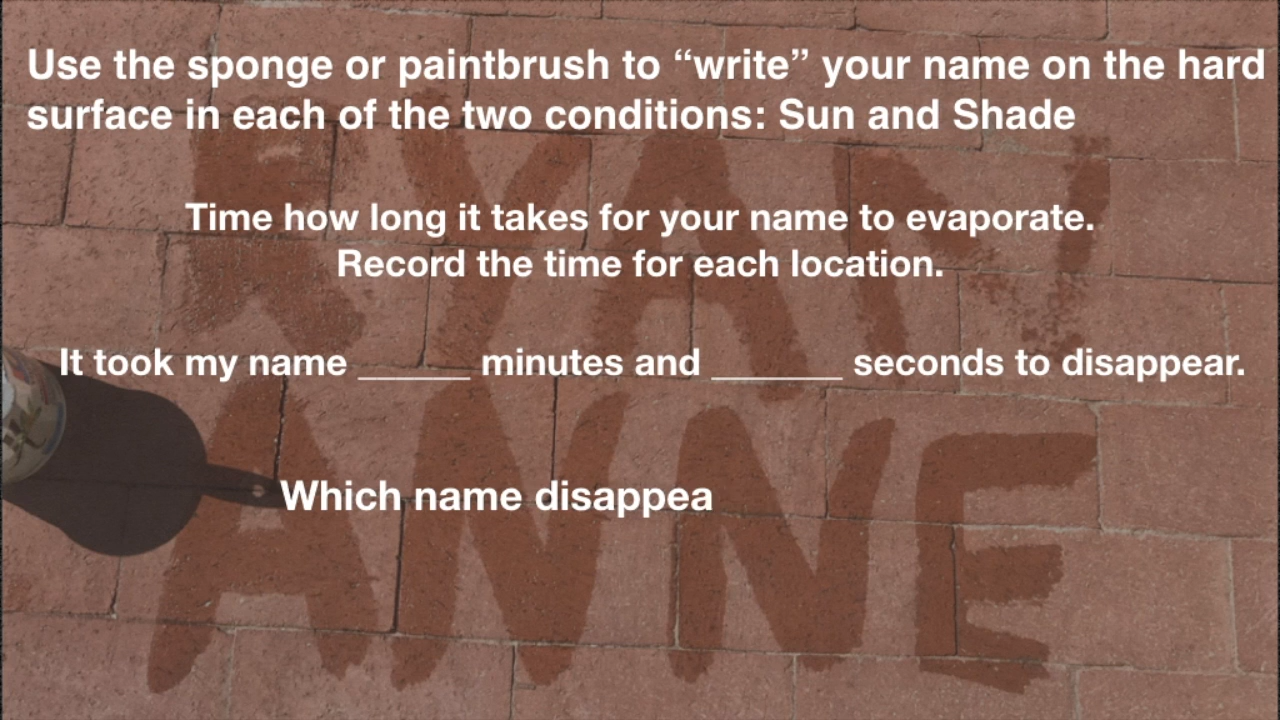 Use the sponge or paintbrush to “write” your name on the hard
surface in each of the two conditions: Sun and Shade
RYAN
Time how long it takes for your name to evaporate.
Record the time for each location.
It took my name ______ minutes and _______ seconds to disappear.
ANNE
Which name disappea